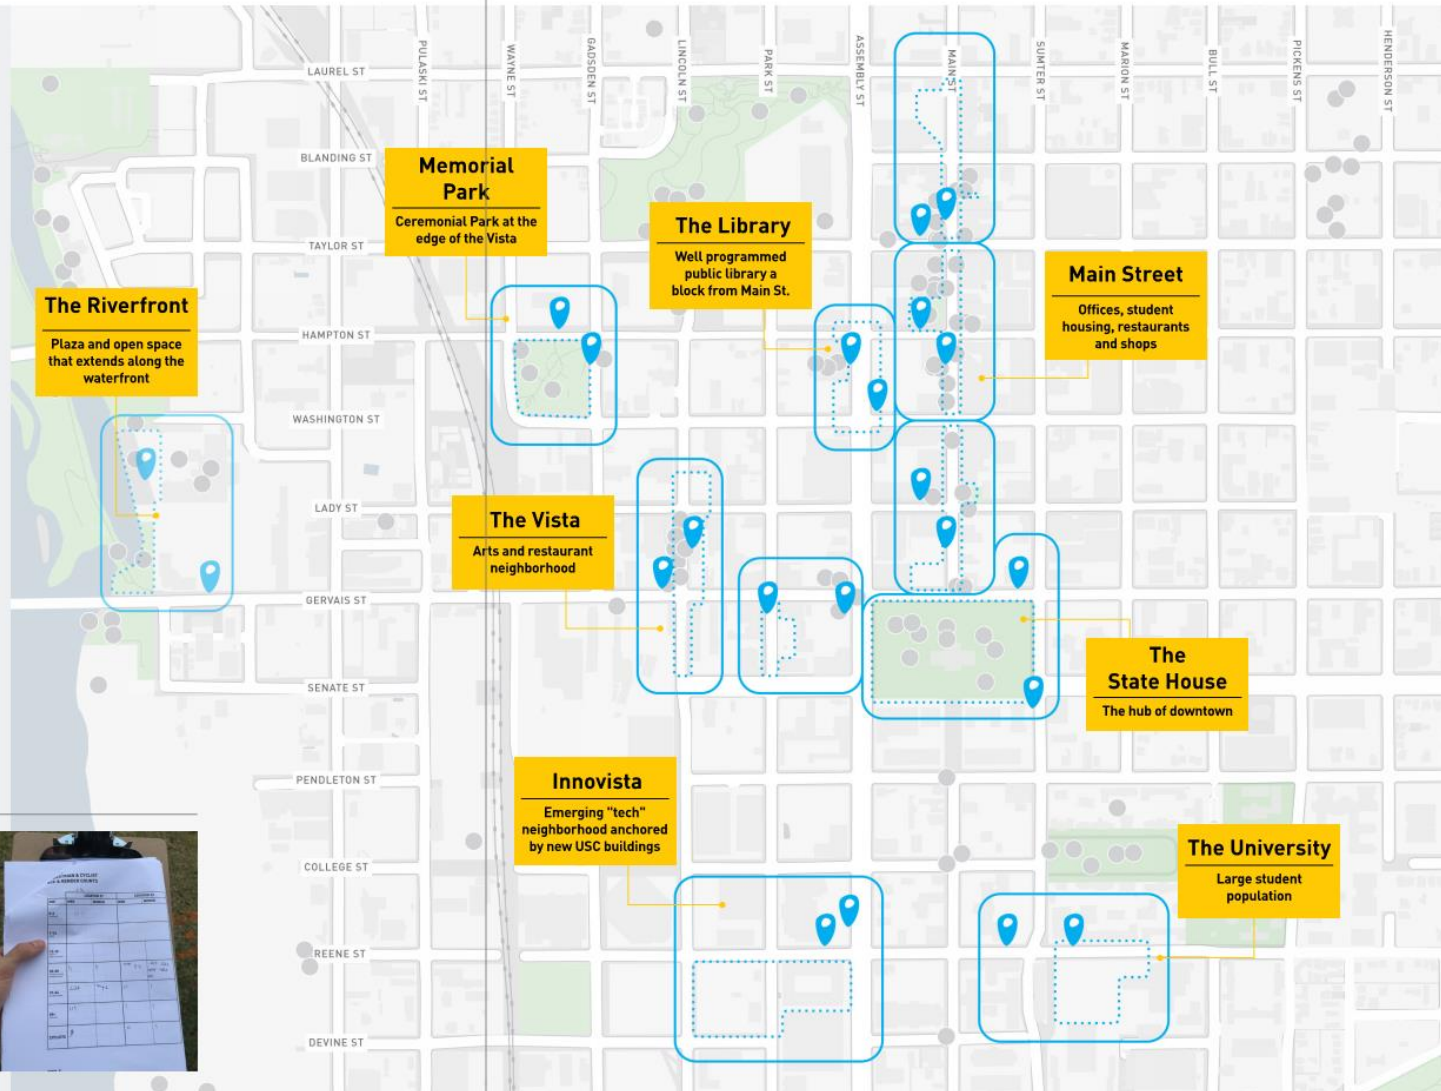 PULASKI ST
WAYNE ST
GADSDEN ST
LINCOLN ST
PARK ST
ASSEMBLY ST
MAIN ST
SUMTER ST
MARION ST
BULL ST
PICKENS ST
HENDERSON ST
LAUREL ST
BLANDING ST
TAYLOR ST
HAMPTON ST
WASHINGTON ST
LADY ST
GERVAIS ST
SENATE ST
PENDLETON ST
COLLEGE ST
REENE ST
DEVINE ST
Memorial
Park
Ceremonial Park at the
edge of the Vista
The Library
Well programmed
public library a
block from Main St.
Main Street
Offices, student
housing, restaurants
and shops
The Riverfront
Plaza and open space
that extends along the
waterfront
The Vista
Arts and restaurant
neighborhood
The
State House
The hub of downtown
Innovista
Emerging "tech"
neighborhood anchored
by new USC buildings
The University
Large student
population